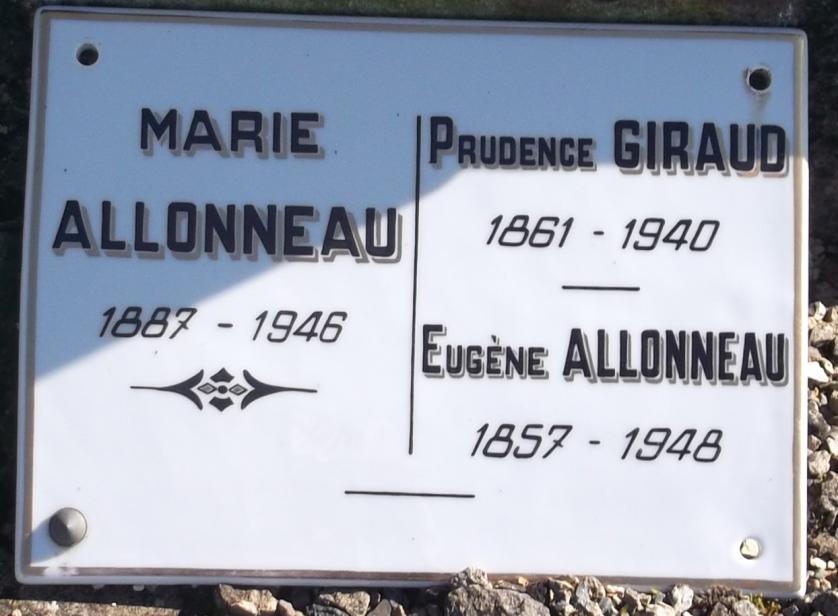 MARIE
ALLONNEAU
1887 - 1946
PRUDENCE GIRAUD
1861 - 1940
EUGÈNE ALLONNEAU
1857 - 1948